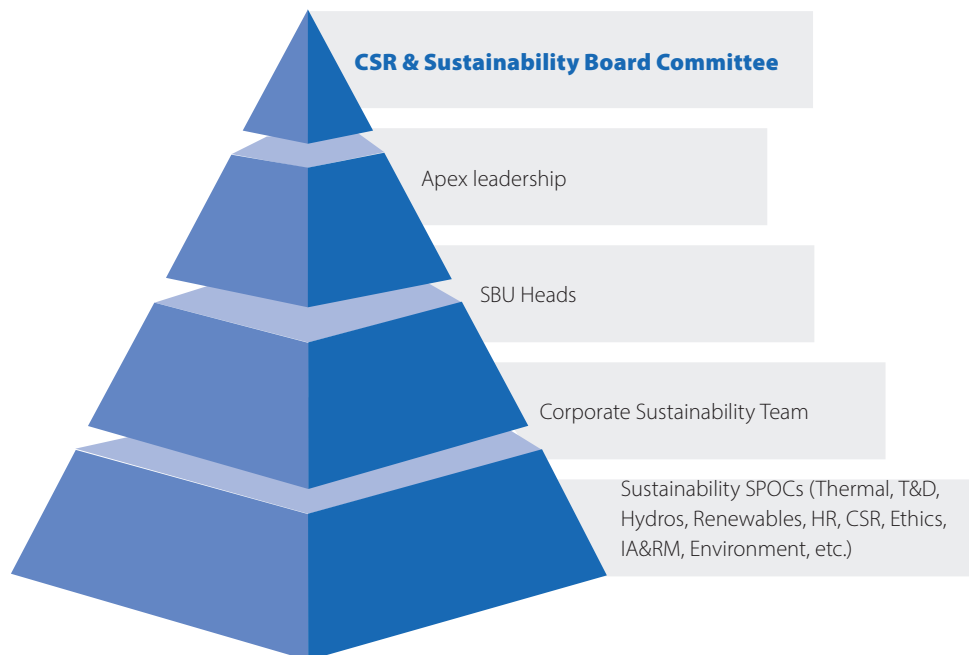 CSR & Sustainability Board Committee
Apex leadership
SBU Heads
Corporate Sustainability Team
Sustainability SPOCs (Thermal, T&D,
Hydros, Renewables, HR, CSR, Ethics,
IA&RM, Environment, etc.)